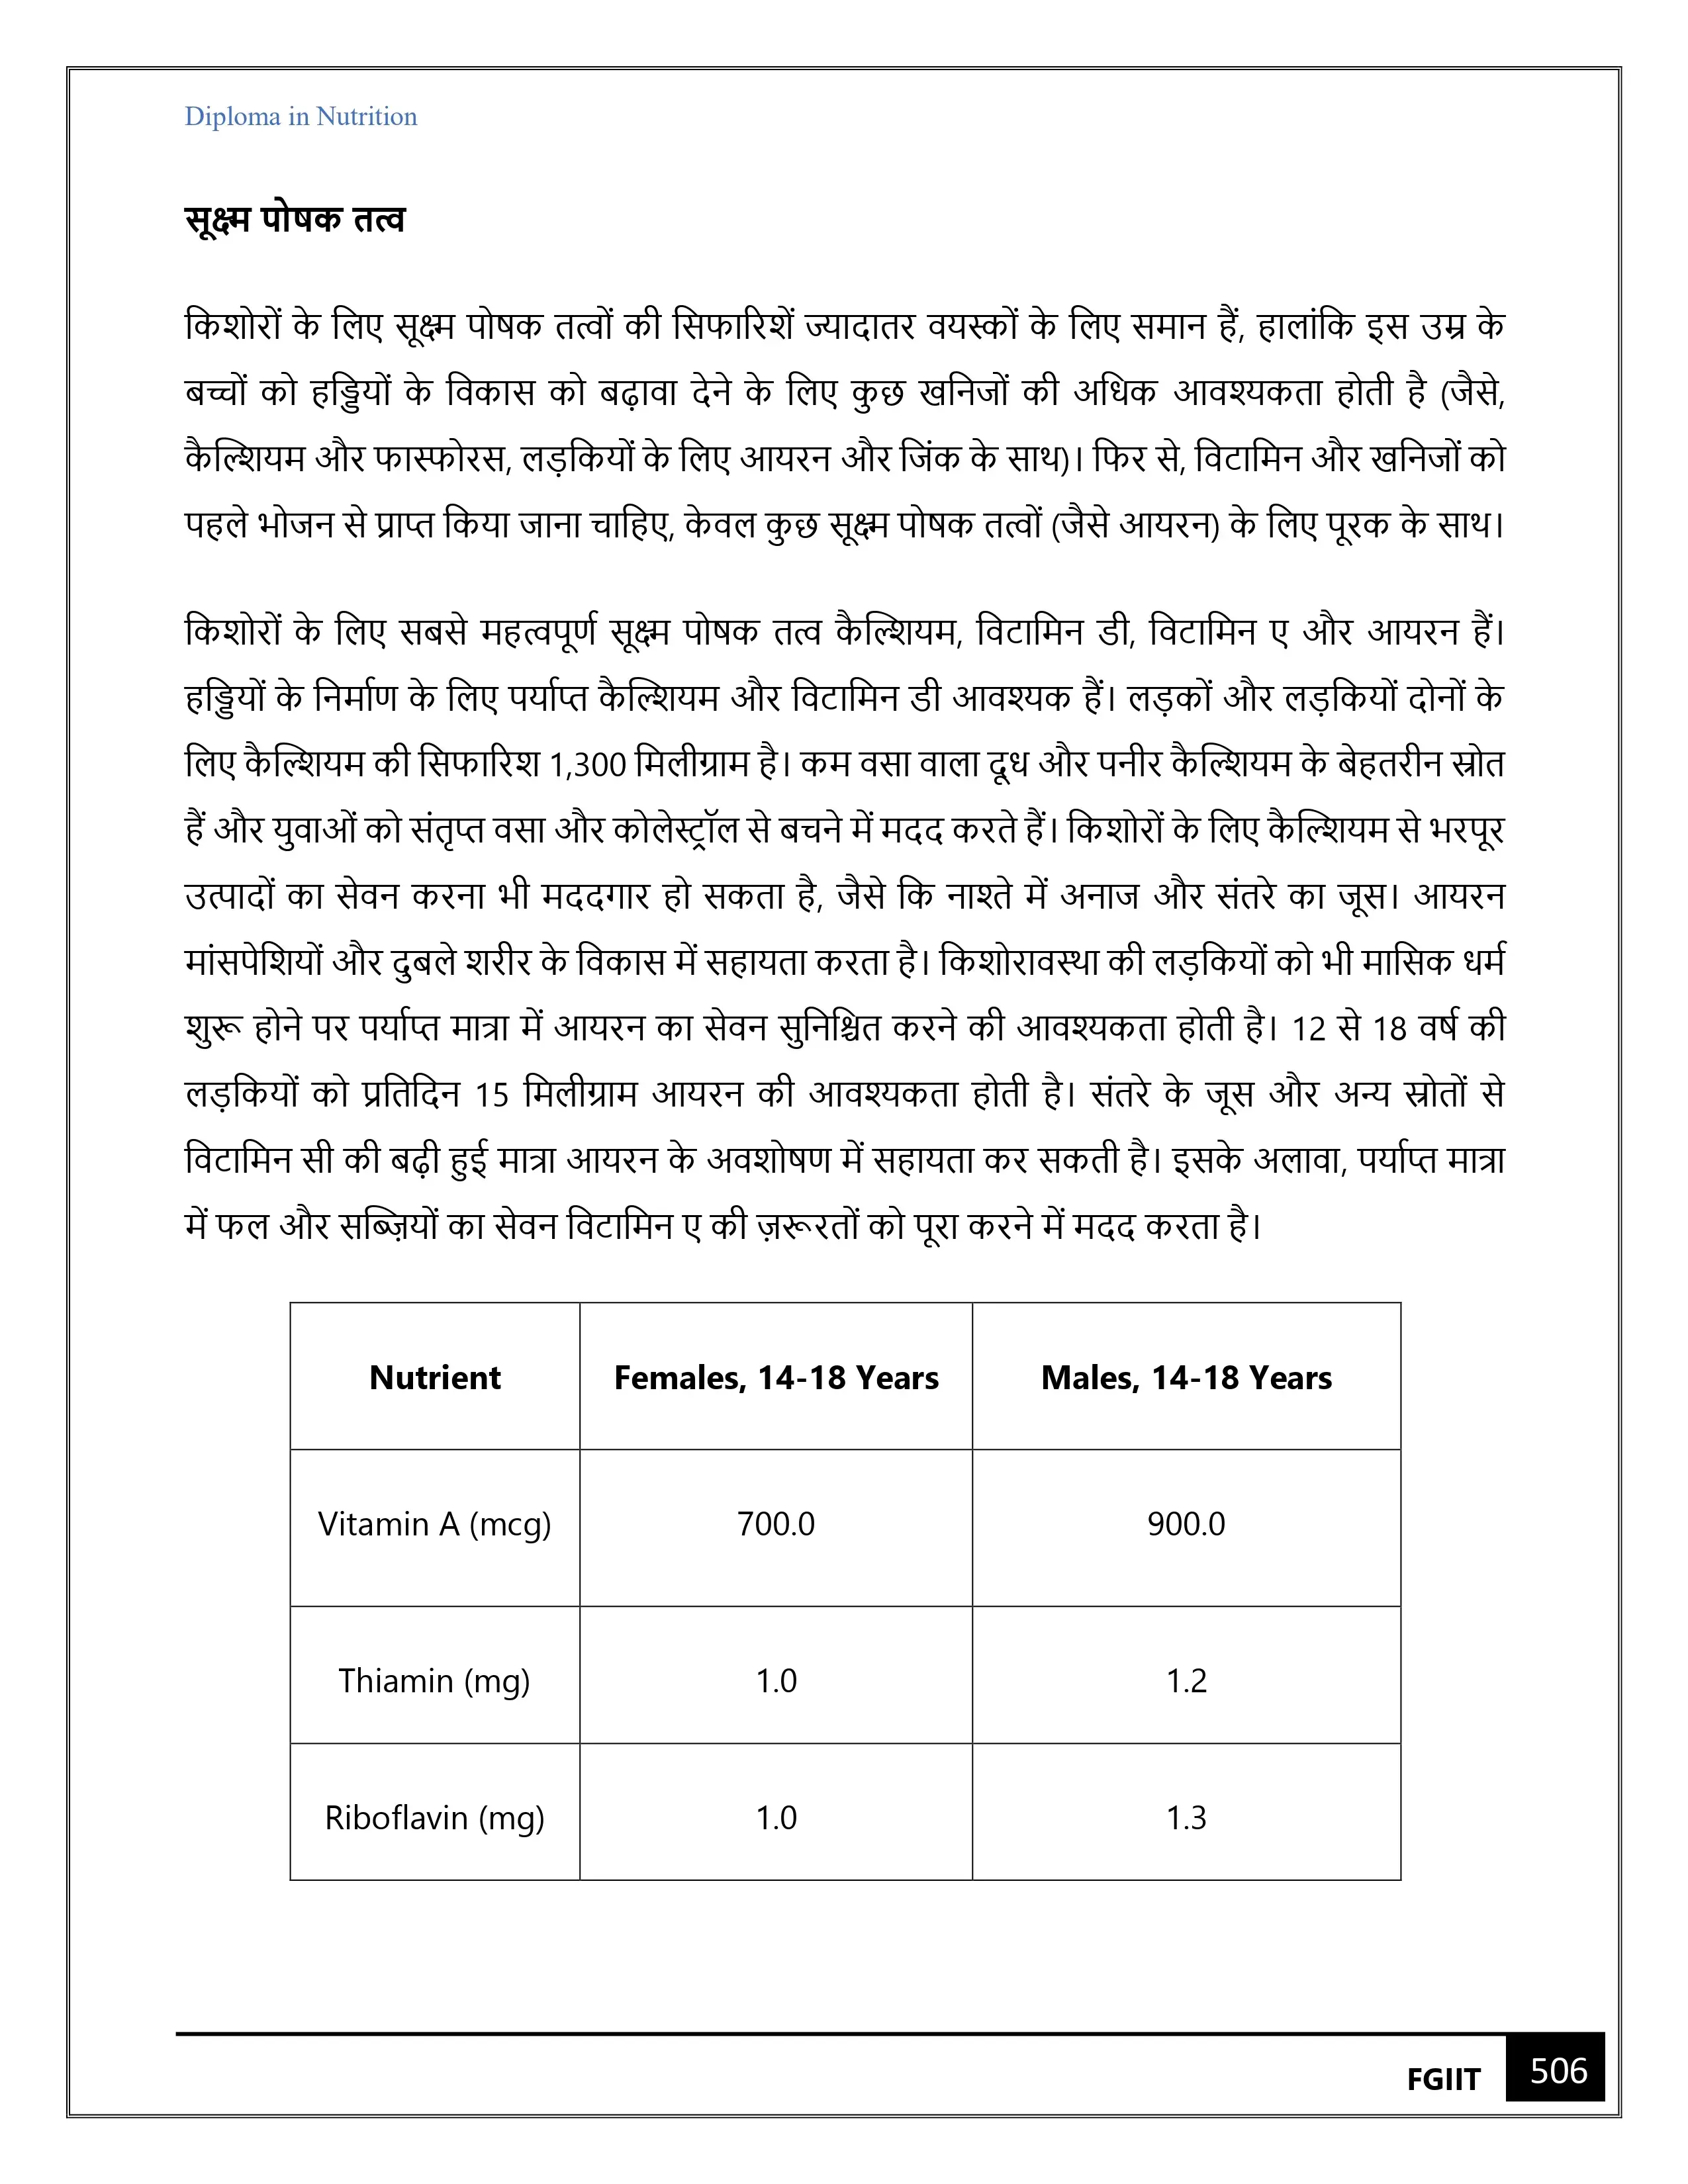 Diploma in Nutrition
सूक्ष्म पोषक तत्व
किशोरों के लिए सूक्ष्म पोषक तत्वों की सिफारिशें ज्यादातर वयस्कों के लिए समान हैं, हालांकि इस उम्र के
बच्चों को हड्डियों के विकास को बढ़ावा देने के लिए कुछ खनिजों की अधिक आवश्यकता होती है (जैसे,
कैल्शियम और फास्फोरस, लड़कियों के लिए आयरन और जिंक के साथ)। फिर से, विटामिन और खनिजों को
पहले भोजन से प्राप्त किया जाना चाहिए, केवल कुछ सूक्ष्म पोषक तत्वों (जैसे आयरन) के लिए पूरक के साथ।
किशोरों के लिए सबसे महत्वपूर्ण सूक्ष्म पोषक तत्व कैल्शियम, विटामिन डी, विटामिन ए और आयरन हैं।
हड्डियों के निर्माण के लिए पर्याप्त कैल्शियम और विटामिन डी आवश्यक हैं। लड़कों और लड़कियों दोनों के
लिए कैल्शियम की सिफारिश 1,300 मिलीग्राम है। कम वसा वाला दूध और पनीर कैल्शियम के बेहतरीन स्रोत
हैं और युवाओं को संतृप्त वसा और कोलेस्ट्रॉल से बचने में मदद करते हैं। किशोरों के लिए कैल्शियम से भरपूर
उत्पादों का सेवन करना भी मददगार हो सकता है, जैसे कि नाश्ते में अनाज और संतरे का जूस। आयरन
मांसपेशियों और दुबले शरीर के विकास में सहायता करता है। किशोरावस्था की लड़कियों को भी मासिक धर्म
शुरू होने पर पर्याप्त मात्रा में आयरन का सेवन सुनिश्चित करने की आवश्यकता होती है। 12 से 18 वर्ष की
लड़कियों को प्रतिदिन 15 मिलीग्राम आयरन की आवश्यकता होती है। संतरे के जूस और अन्य स्रोतों से
विटामिन सी की बढ़ी हुई मात्रा आयरन के अवशोषण में सहायता कर सकती है। इसके अलावा, पर्याप्त मात्रा
में फल और सब्ज़ियों का सेवन विटामिन ए की ज़रूरतों को पूरा करने में मदद करता है।
Nutrient Females, 14-18 Years Males, 14-18 Years
Vitamin A (mcg) 700.0 900.0
Thiamin (mg) 1.0 1.2
Riboflavin (mg) 1.0 1.3
FGIIT 506